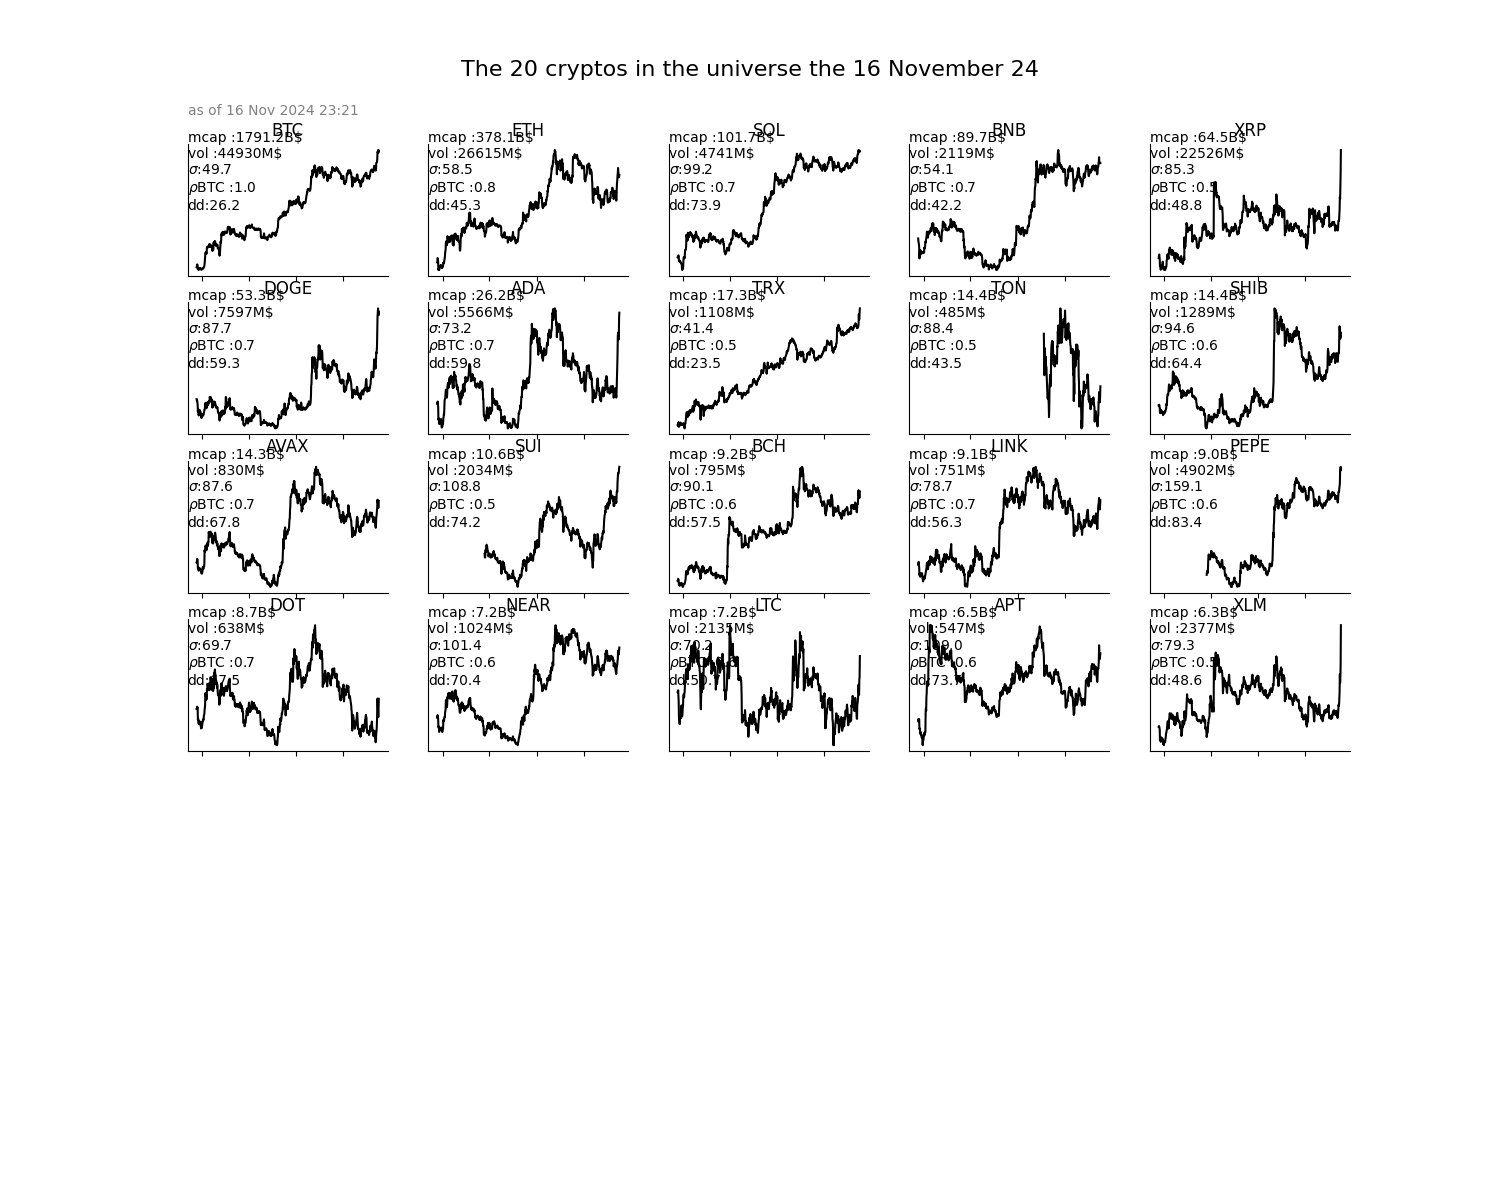 The 20 cryptos in the universe the 16 November 24
as of 16 Nov 2024 23:21
BTC
mcap :1791.2B$
vol :44930M$
σ:49.7
ρBTC :1.0
dd:26.2
ETH
mcap :378.1B$
vol :26615M$
σ:58.5
ρBTC :0.8
dd:45.3
SOL
mcap :101.7B$
vol :4741M$
σ:99.2
ρBTC :0.7
dd:73.9
BNB
mcap :89.7B$
vol :2119M$
σ:54.1
ρBTC :0.7
dd:42.2
XRP
mcap :64.5B$
vol :22526M$
σ:85.3
ρBTC :0.5
dd:48.8
DOGE
mcap :53.3B$
vol :7597M$
σ:87.7
ρBTC :0.7
dd:59.3
ADA
mcap :26.2B$
vol :5566M$
σ:73.2
ρBTC :0.7
dd:59.8
TRX
mcap :17.3B$
vol :1108M$
σ:41.4
ρBTC :0.5
dd:23.5
TON
mcap :14.4B$
vol :485M$
σ:88.4
ρBTC :0.5
dd:43.5
SHIB
mcap :14.4B$
vol :1289M$
σ:94.6
ρBTC :0.6
dd:64.4
AVAX
mcap :14.3B$
vol :830M$
σ:87.6
ρBTC :0.7
dd:67.8
SUI
mcap :10.6B$
vol :2034M$
σ:108.8
ρBTC :0.5
dd:74.2
BCH
mcap :9.2B$
vol :795M$
σ:90.1
ρBTC :0.6
dd:57.5
LINK
mcap :9.1B$
vol :751M$
σ:78.7
ρBTC :0.7
dd:56.3
PEPE
mcap :9.0B$
vol :4902M$
σ:159.1
ρBTC :0.6
dd:83.4
DOT
mcap :8.7B$
vol :638M$
σ:69.7
ρBTC :0.7
NEAR
mcap :7.2B$
vol :1024M$
σ:101.4
ρBTC :0.6
dd:70.4
LTC
mcap :7.2B$
vol :2135M$
σ:70.2
ρBTC
APT
mcap :6.5B$
vol :547M$
ρBTC :0.6
XLM
mcap :6.3B$
vol :2377M$
σ:79.3
ρBTC :0.5
dd:48.6